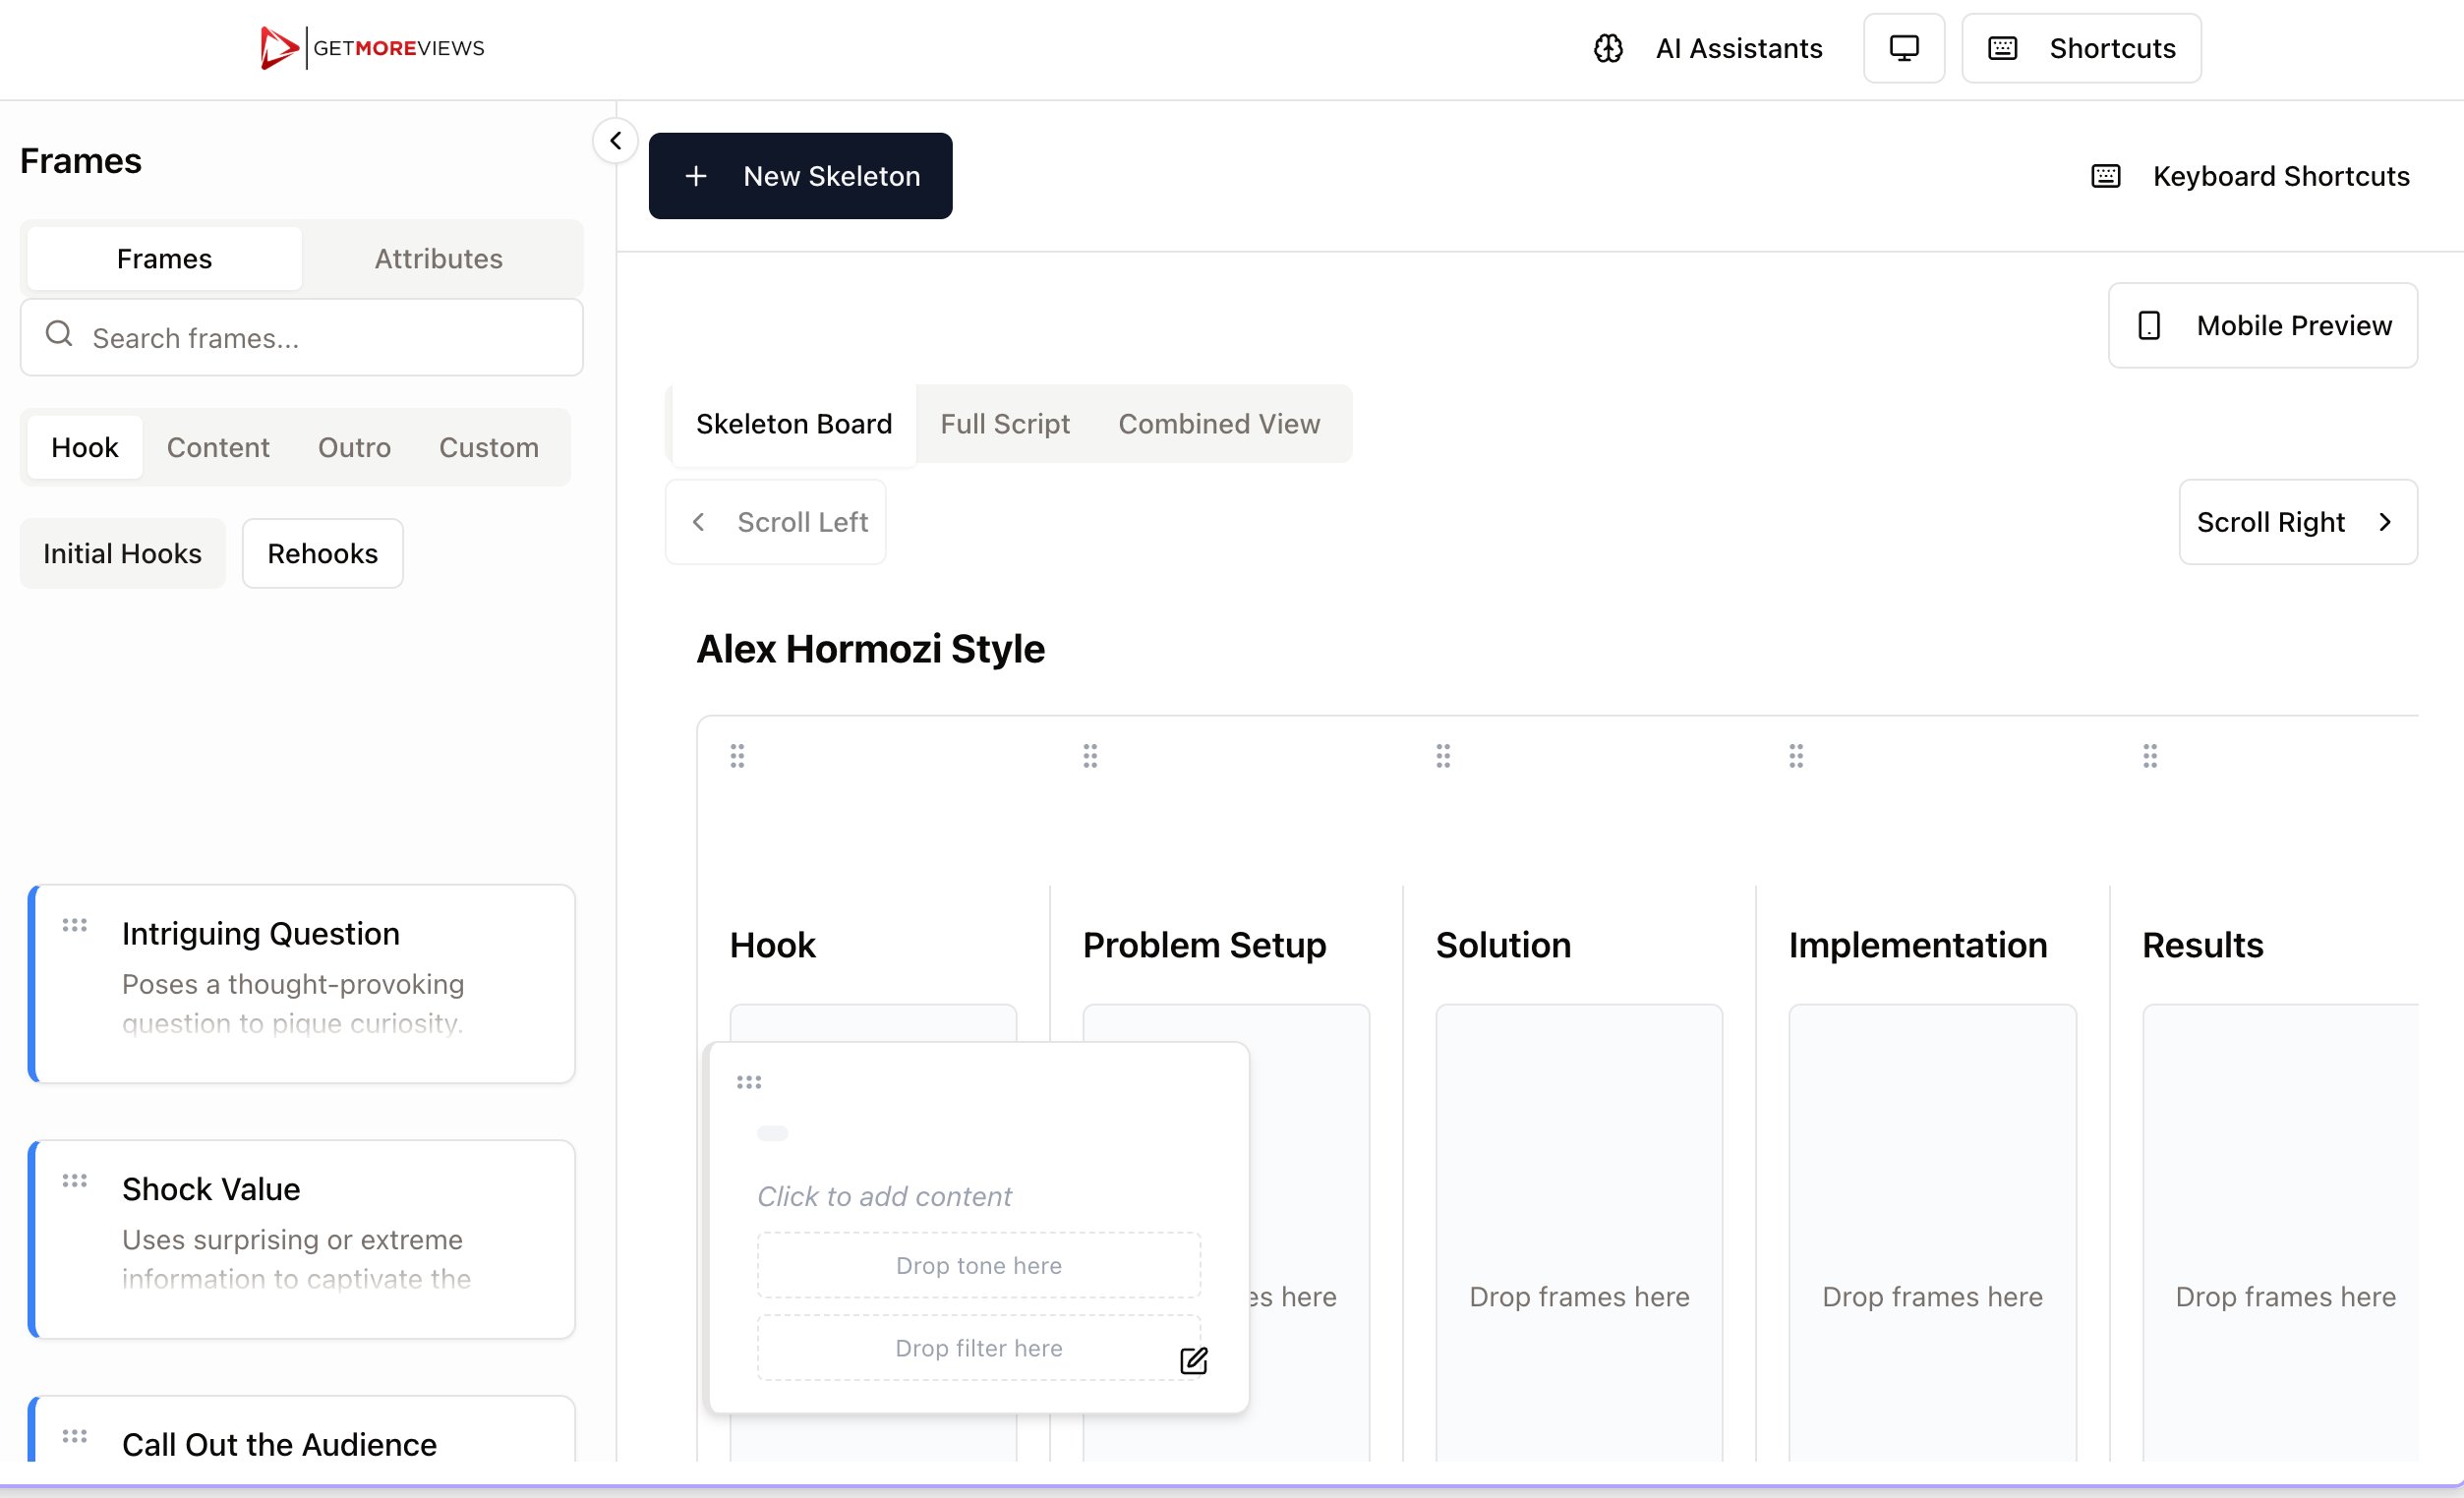 GETMOREVIEWS
AI Assistants
Shortcuts
Frames
New Skeleton
Keyboard Shortcuts
Frames
Attributes
Search frames...
Mobile Preview
Hook
Content
Outro
Custom
Skeleton Board
Full Script
Combined View
Initial Hooks
Rehooks
Scroll Left
Scroll Right
Alex Hormozi Style
Intriguing Question
Poses a thought-provoking
question to pique curiosity.
Shock Value
Uses surprising or extreme
information to captivate the
Call Out the Audience
Hook
Problem Setup
Solution
Implementation
Results
Click to add content
Drop tone here
Drop filter here
es here
Drop frames here
Drop frames here
Drop frames here